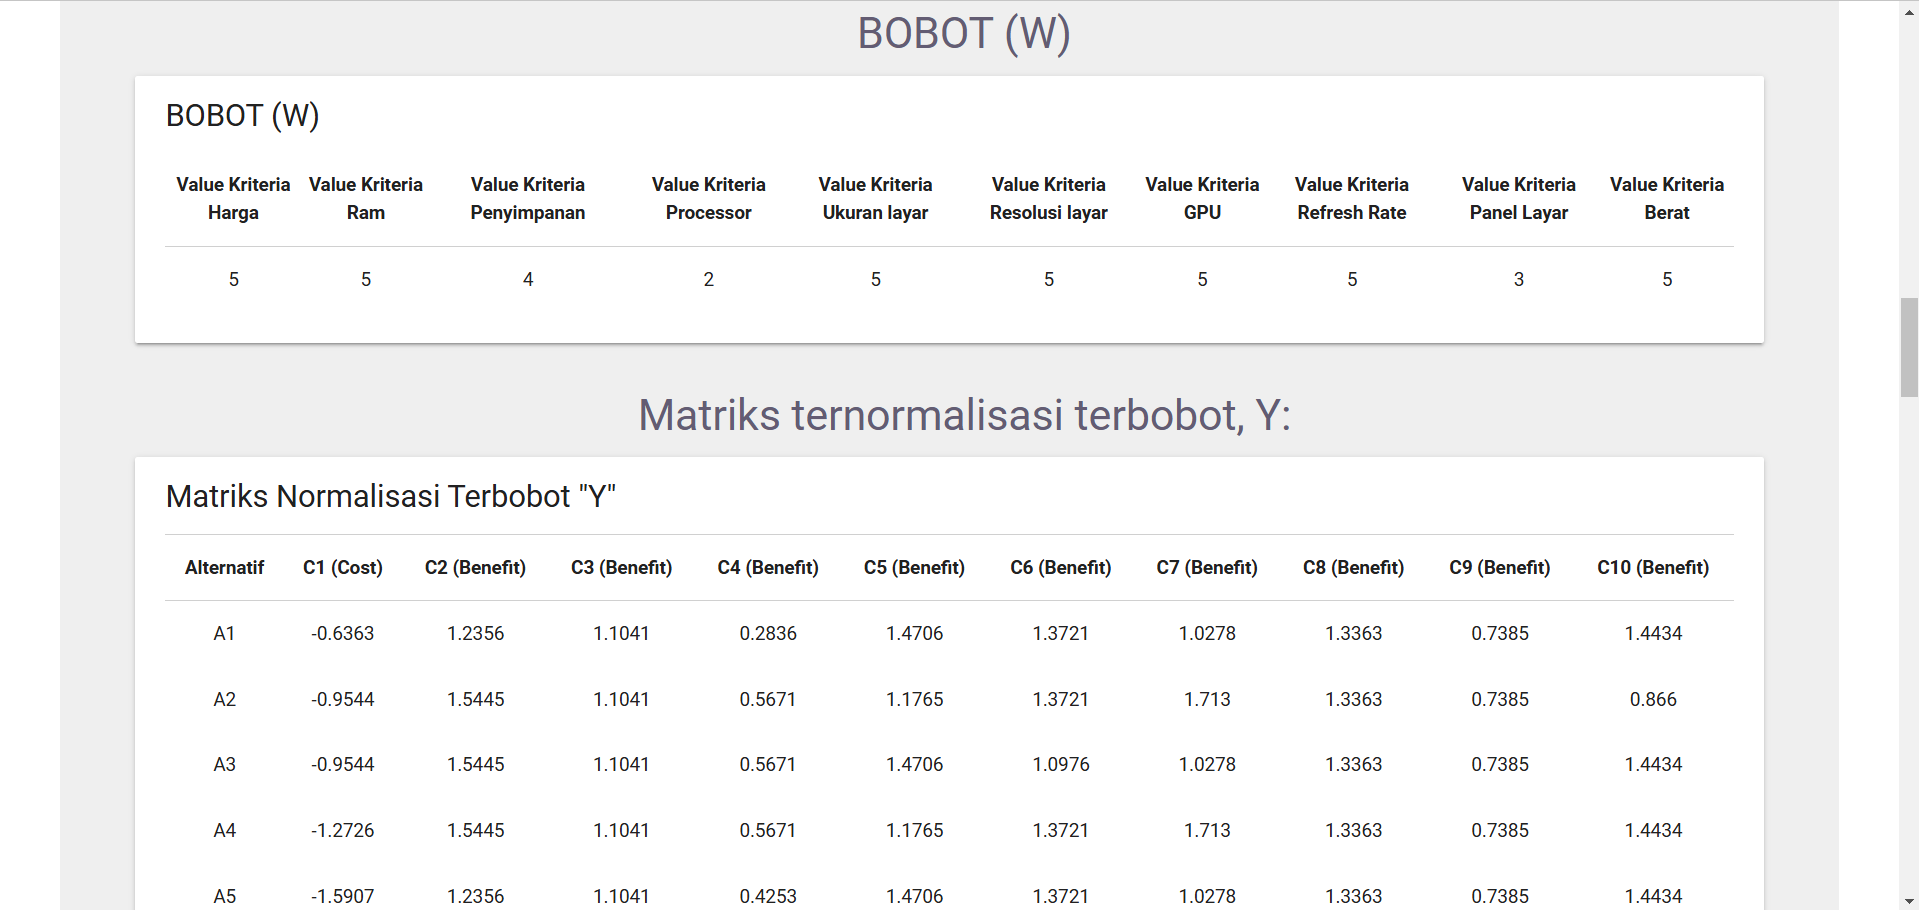 BOBOT (W)
BOBOT (W)
Value Kriteria Harga Value Kriteria Ram Value Kriteria Penyimpanan Value Kriteria Processor Value Kriteria Ukuran layar Value Kriteria Resolusi layar Value Kriteria GPU Value Kriteria Refresh Rate Value Kriteria Panel Layar Value Kriteria Berat
5 5 4 2 5 5 5 5 3 5
Matriks ternormalisasi terbobot, Y:
Matriks Normalisasi Terbobot "Y"
Alternatif C1 (Cost) C2 (Benefit) C3 (Benefit) C4 (Benefit) C5 (Benefit) C6 (Benefit) C7 (Benefit) C8 (Benefit) C9 (Benefit) C10 (Benefit)
A1 -0.6363 1.2356 1.1041 0.2836 1.4706 1.3721 1.0278 1.3363 0.7385 1.4434
A2 -0.9544 1.5445 1.1041 0.5671 1.1765 1.3721 1.713 1.3363 0.7385 0.866
A3 -0.9544 1.5445 1.1041 0.5671 1.4706 1.0976 1.0278 1.3363 0.7385 1.4434
A4 -1.2726 1.5445 1.1041 0.5671 1.1765 1.3721 1.713 1.3363 0.7385 1.4434
A5 -1.5907 1.2356 1.1041 0.4253 1.4706 1.3721 1.0278 1.3363 0.7385 1.4434